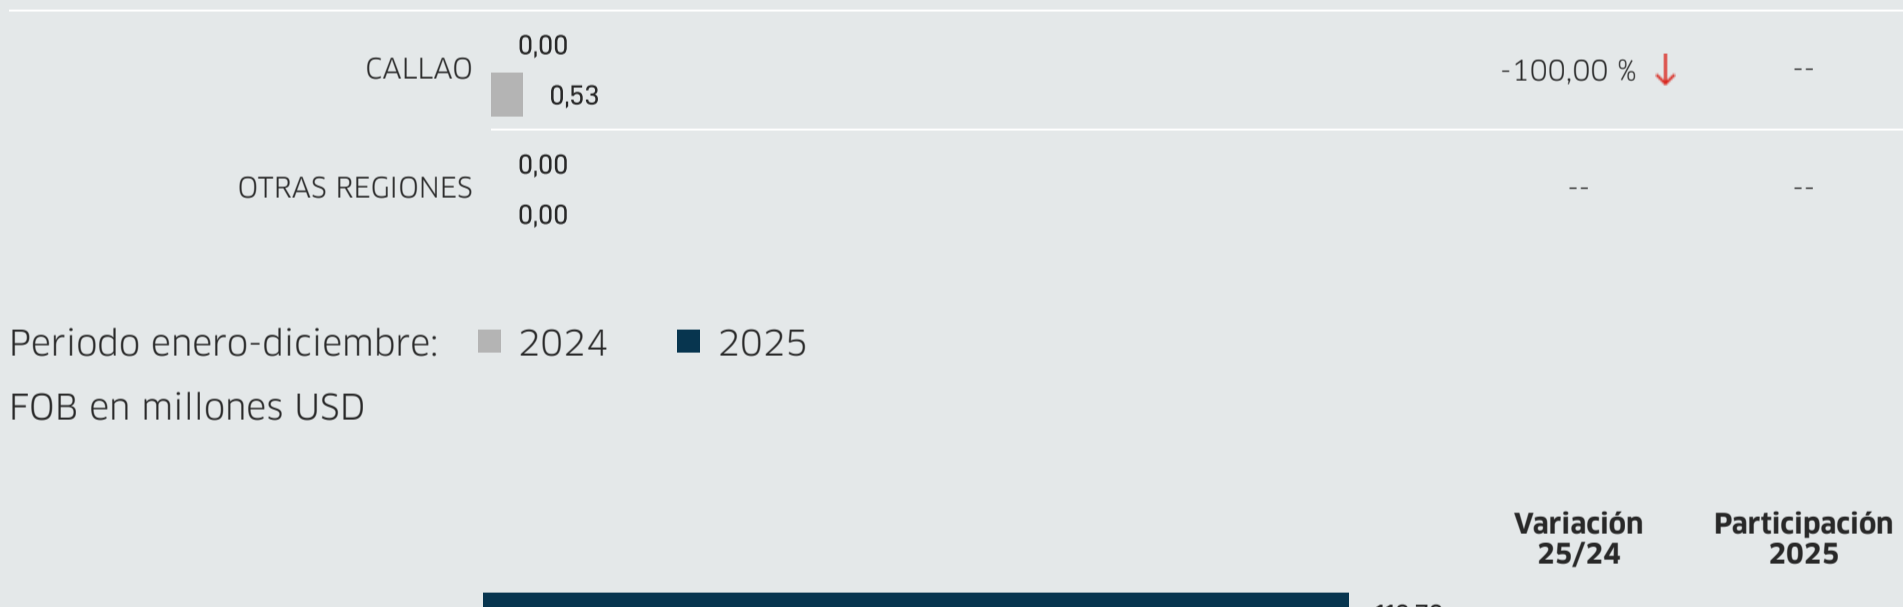 0,00
CALLAO
0,53
-100,00 %
--
0,00
OTRAS REGIONES
0,00
--
--
Periodo enero-diciembre: 2024 2025
FOB en millones USD
Variación
25/24
Participación
2025